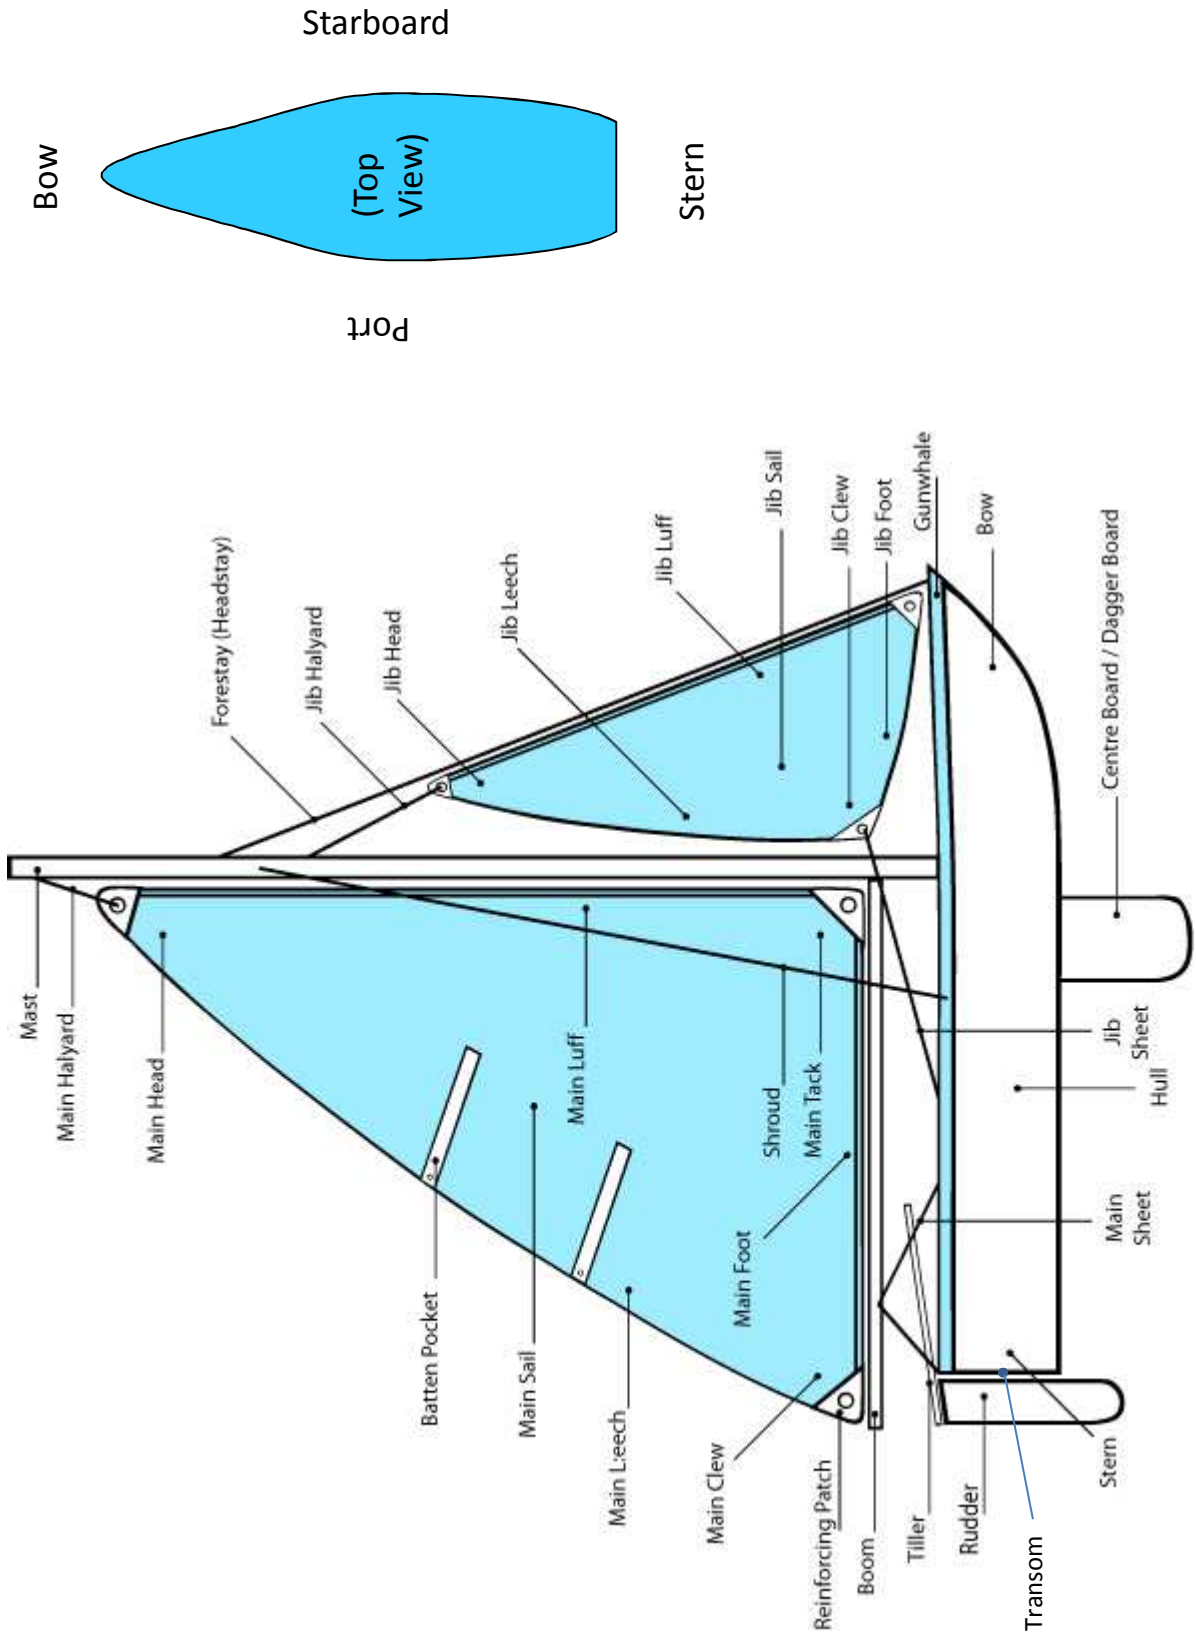 Starboard
Bow
(Top
View)
Stern
Port
Forestay (Headstay)
Jib Halyard
Jib Head
Jib Leech
Jib Luff
Jib Sail
Jib Clew
Jib Foot
Gunwhale
Bow
Centre Board / Dagger Board
Mast
Main Halyard
Main Head
Main Luff
Shroud
Main Tack
Jib
Sheet
Hull
Batten Pocket
Main Sail
Main L:eech
Main Foot
Main Clew
Main
Sheet
Reinforcing Patch
Boom
Tiller
Rudder
Stern
Transom